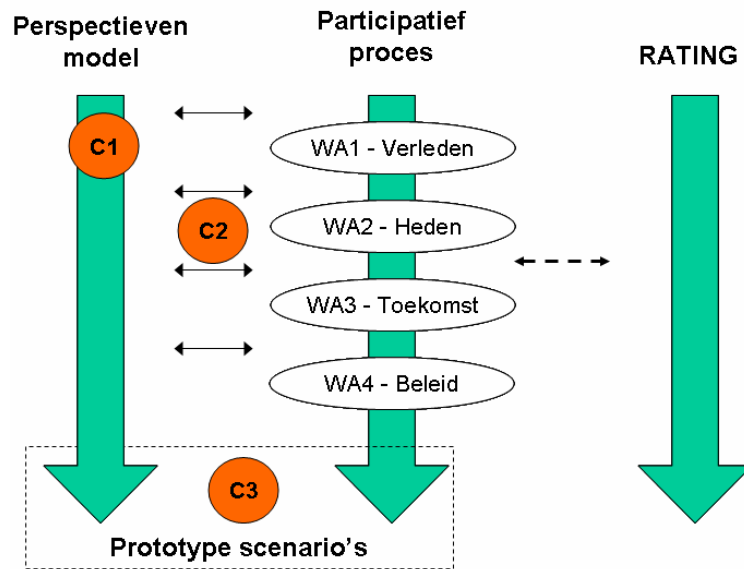 Perspectieven
model
Participatief
proces
RATING
C1
WA1 - Verleden
C2
WA2 - Heden
WA3 - Toekomst
WA4 - Beleid
C3
Prototype scenario's